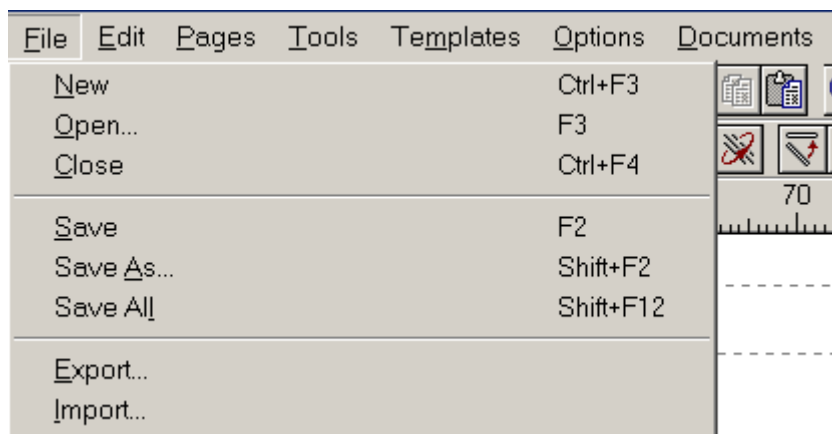 File Edit Pages Tools Templates Options Documents
New Ctrl+F3
Open... F3
Close Ctrl+F4
70
Save F2
Save As... Shift+F2
Save All Shift+F12
Export...
Import...